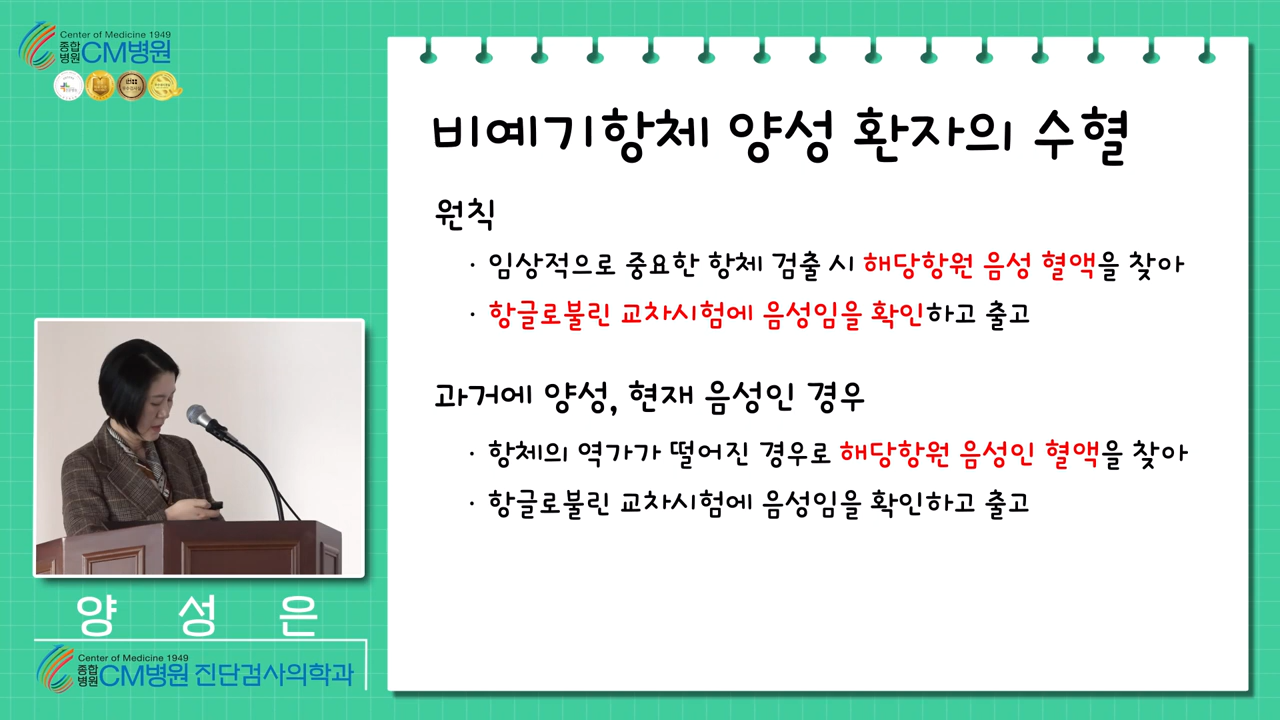 Center of Medicine 1949
종합병원 CM병원
비예기항체 양성 환자의 수혈
원칙
· 임상적으로 중요한 항체 검출 시 해당항원 음성 혈액을 찾아
· 항글로불린 교차시험에 음성임을 확인하고 출고
과거에 양성, 현재 음성인 경우
· 항체의 역가가 떨어진 경우로 해당항원 음성인 혈액을 찾아
· 항글로불린 교차시험에 음성임을 확인하고 출고
양 성 은
Center of Medicine 1949
종합병원 CM병원 진단검사의학과